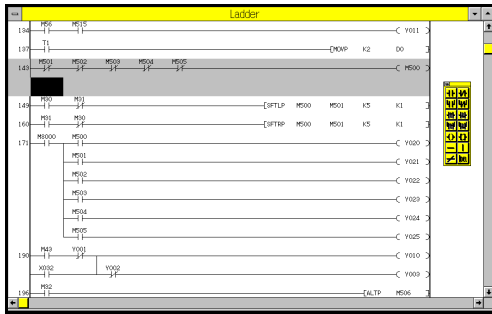 Ladder
M56 M515
134 Y011
T1
137 MOVP K2 D0
M501 M502 M503 M504 M505
143 M500
M30 M31
149 SFTLP M500 M501 K5 K1
M31 M30
160 SFTRP M500 M501 K5 K1
M8000 M500
171 Y020
M501
Y021
M502
Y022
M503
Y023
M504
Y024
M505
Y025
M43 Y001
190 Y010
X032 Y002
Y003
M32
196 ALTP M506